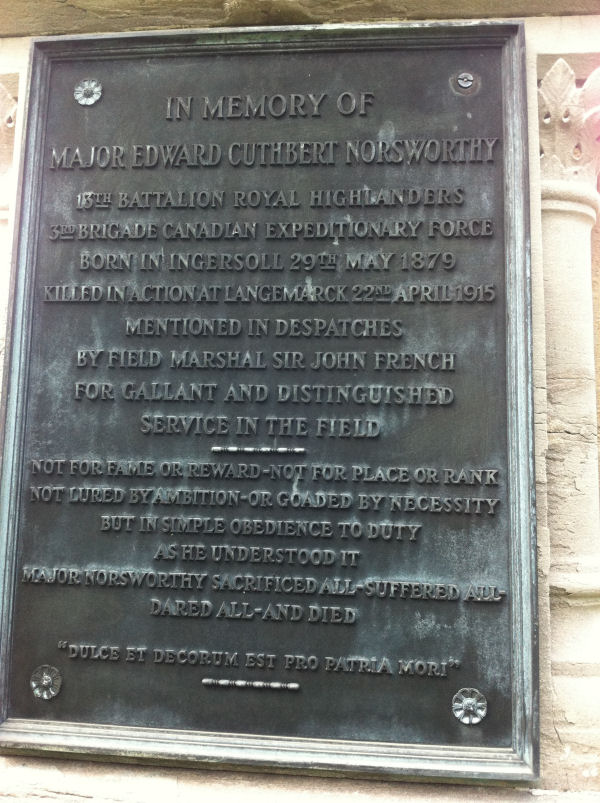 IN MEMORY OF
MAJOR EDWARD CUTHBERT NORSWORTHY
13TH BATTALION ROYAL HIGHLANDERS
3RD BRIGADE CANADIAN EXPEDITIONARY FORCE
BORN IN INGERSOLL 29TH MAY 1879
KILLED IN ACTION AT LANGEMARCK 22ND APRIL 1915
MENTIONED IN DESPATCHES
BY FIELD MARSHAL SIR JOHN FRENCH
FOR GALLANT AND DISTINGUISHED
SERVICE IN THE FIELD
NOT FOR FAME OR REWARD-NOT FOR PLACE OR RANK
NOT LURED BY AMBITION-OR GOADED BY NECESSITY
BUT IN SIMPLE OBEDIENCE TO DUTY
AS HE UNDERSTOOD IT
MAJOR NORSWORTHY SACRIFICED ALL-SUFFERED ALL-
DARED ALL-AND DIED
"DULCE ET DECORUM EST PRO PATRIA MORI"